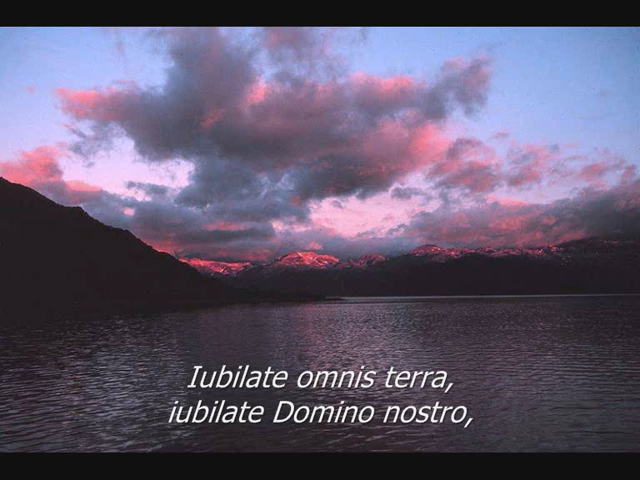 Iubilate omnis terra,
iubilate Domino nostro,